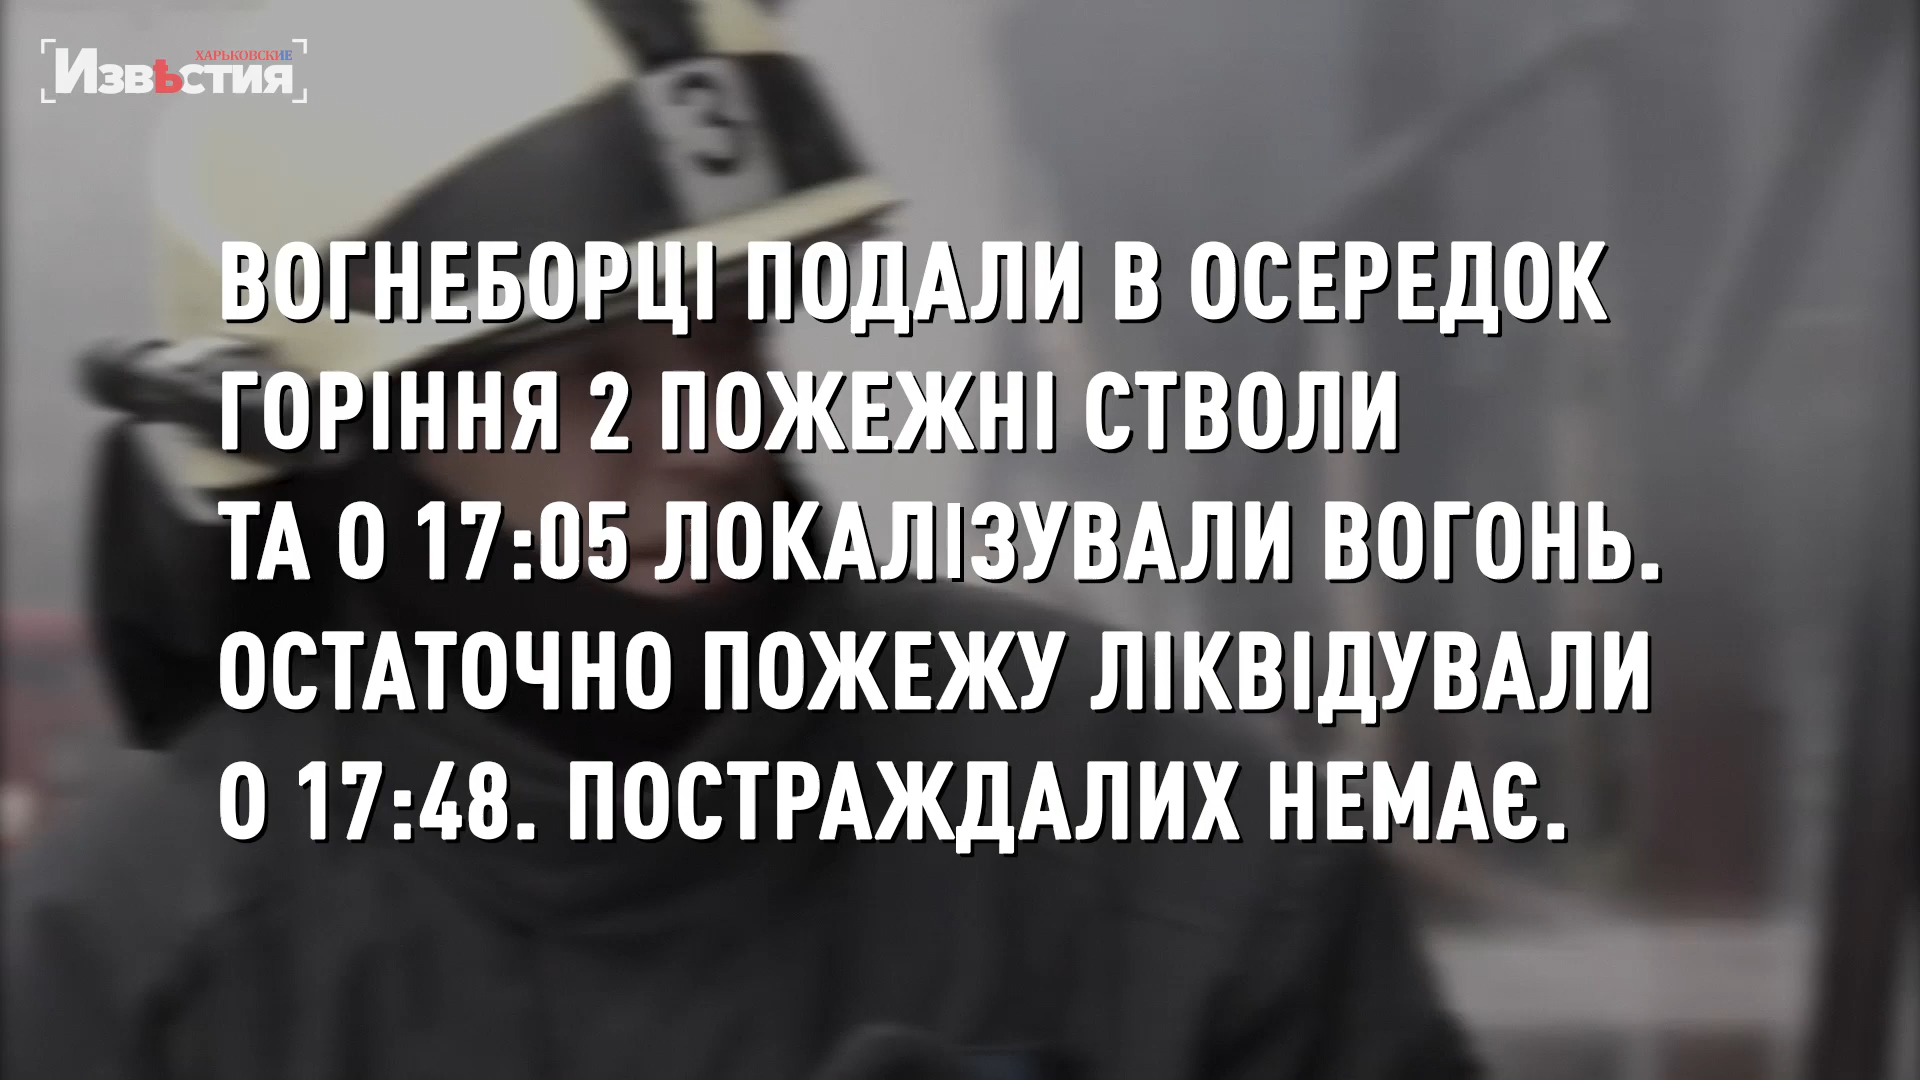 ХАРЬКОВСКИЕ
ИЗВѢСТИЯ
3
ВОГНЕБОРЦІ ПОДАЛИ В ОСЕРЕДОК
ГОРІННЯ 2 ПОЖЕЖНІ СТВОЛИ
ТА О 17:05 ЛОКАЛІЗУВАЛИ ВОГОНЬ.
ОСТАТОЧНО ПОЖЕЖУ ЛІКВІДУВАЛИ
О 17:48. ПОСТРАЖДАЛИХ НЕМАЄ.